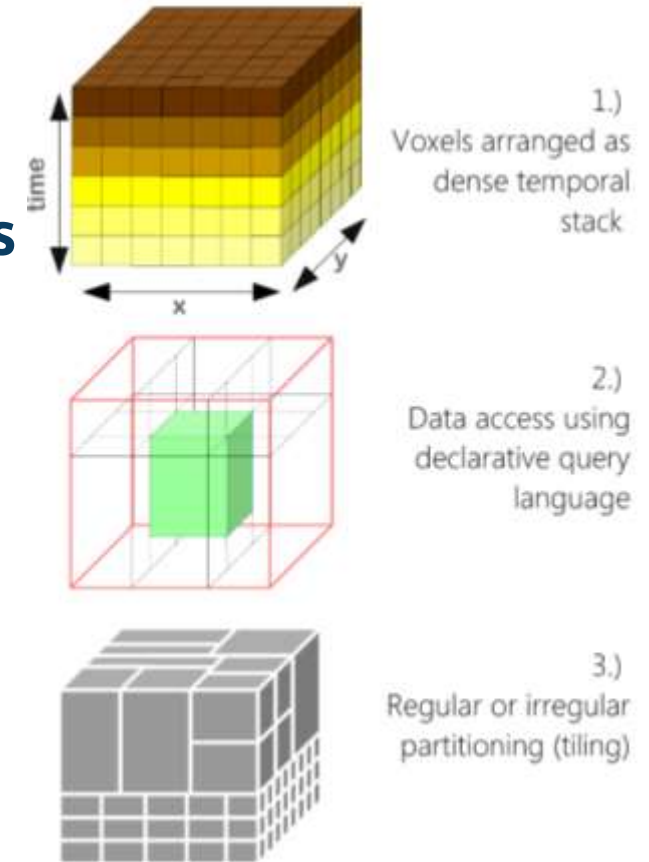 1.)
Voxels arranged as
dense temporal
stack
time
y
x
s
2.)
Data access using
declarative query
language
3.)
Regular or irregular
partitioning (tiling)